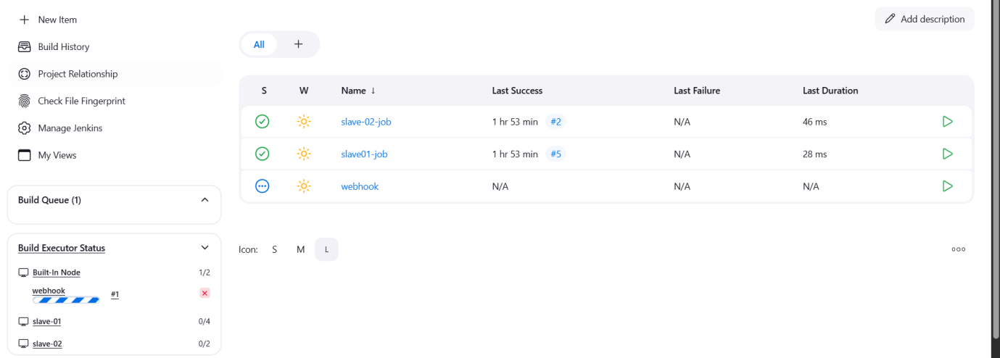 New Item
Build History
Project Relationship
Check File Fingerprint
Manage Jenkins
My Views
Build Queue (1)
Build Executor Status
Built-In Node 1/2
webhook #1
slave-01 0/4
slave-02 0/2
Add description
All +
S W Name ↓ Last Success Last Failure Last Duration
slave-02-job 1 hr 53 min #2 N/A 46 ms
slave01-job 1 hr 53 min #5 N/A 28 ms
webhook N/A N/A N/A
Icon: S M L